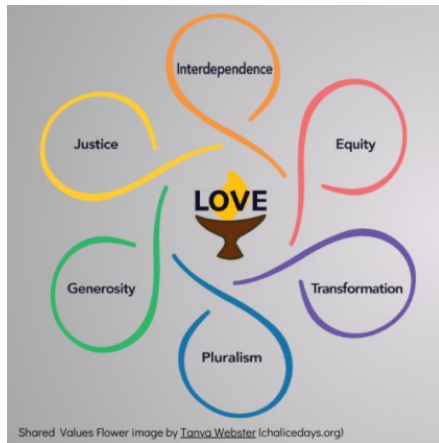 Interdependence
Justice
Equity
LOVE
Generosity
Transformation
Pluralism
Shared Values Flower image by Tanya Webster (chalicedays.org)